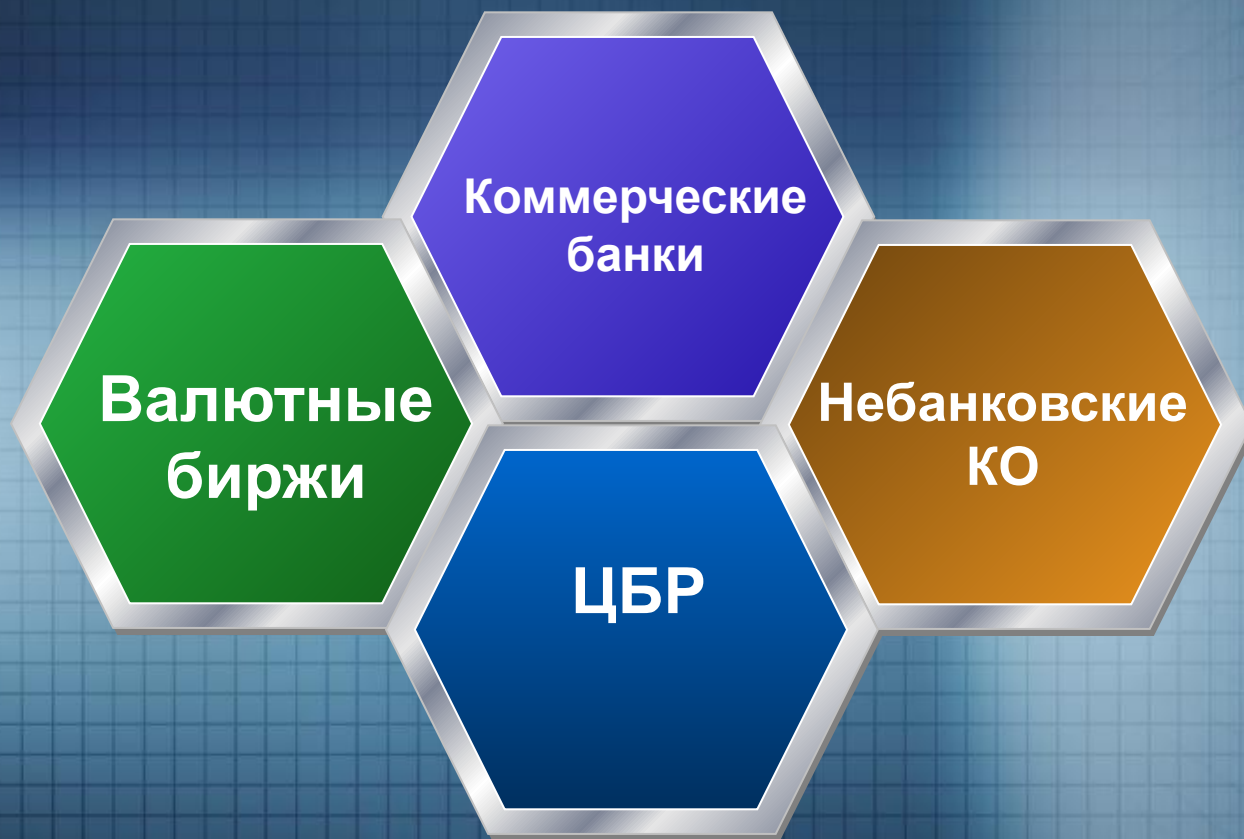 Коммерческие
банки
Валютные
биржи
Небанковские
КО
ЦБР